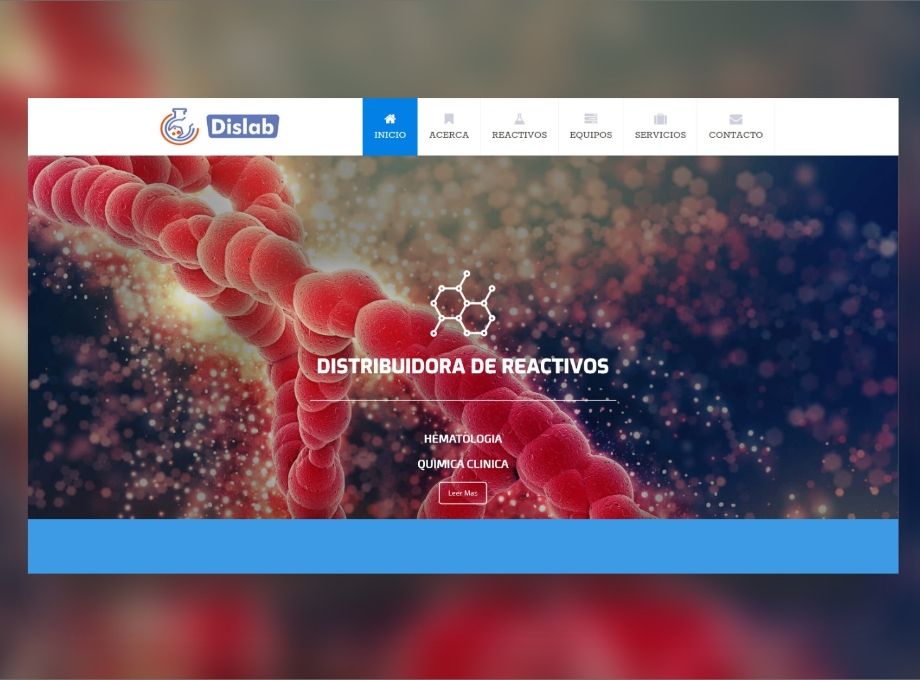 Dislab
INICIO
ACERCA
REACTIVOS
EQUIPOS
SERVICIOS
CONTACTO
DISTRIBUIDORA DE REACTIVOS
HEMATOLOGIA
QUIMICA CLINICA
Leer Mas